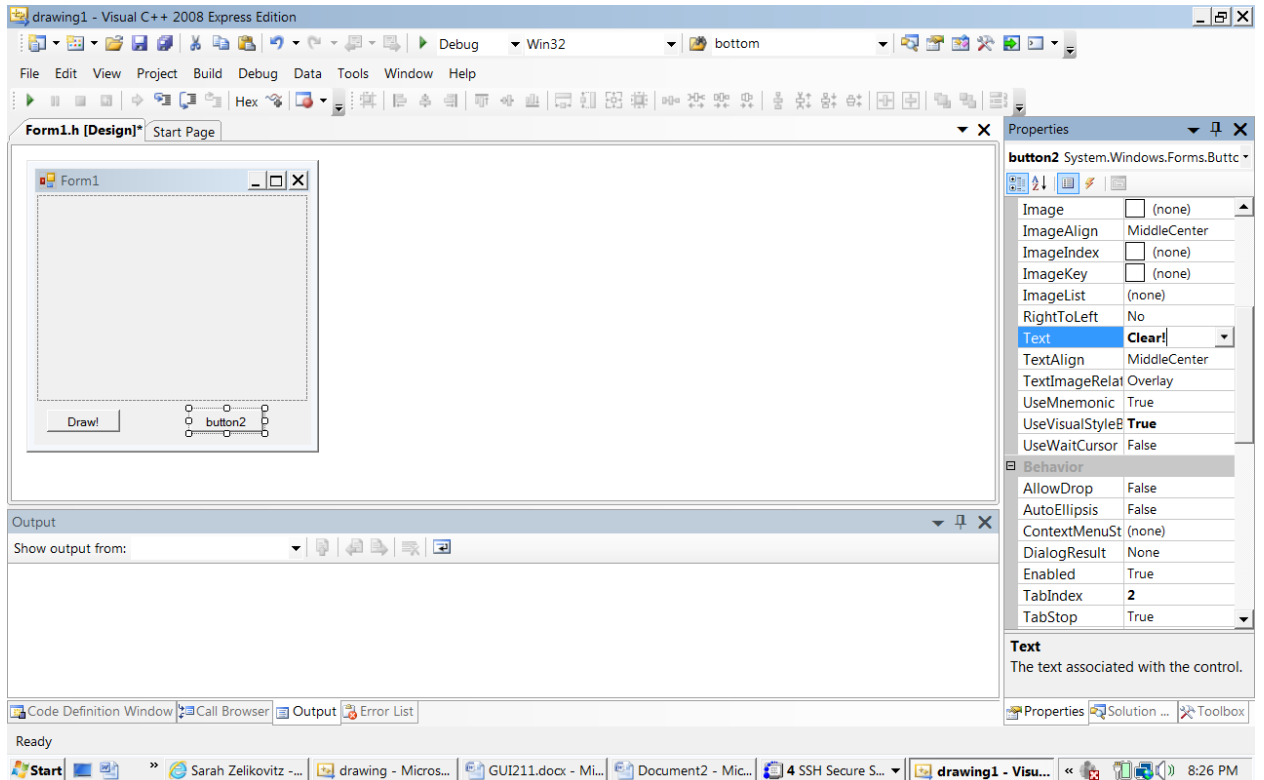 drawing1 - Visual C++ 2008 Express Edition
Debug Win32 bottom
File Edit View Project Build Debug Data Tools Window Help
Hex
Form1.h [Design]* Start Page
Form1
Draw! button2
Output
Show output from:
Code Definition Window Call Browser Output Error List
Properties
button2 System.Windows.Forms.Buttc
Image (none)
ImageAlign MiddleCenter
ImageIndex (none)
ImageKey (none)
ImageList (none)
RightToLeft No
Text Clear!
TextAlign MiddleCenter
TextImageRelat Overlay
UseMnemonic True
UseVisualStyleB True
UseWaitCursor False
Behavior
AllowDrop False
AutoEllipsis False
ContextMenuSt (none)
DialogResult None
Enabled True
TabIndex 2
TabStop True
Text
The text associated with the control.
Properties Solution ... Toolbox
Ready
Start » Sarah Zelikovitz -... drawing - Micros... GUI211.docx - Mi... Document2 - Mic... 4 SSH Secure S... drawing1 - Visu... « 8:26 PM